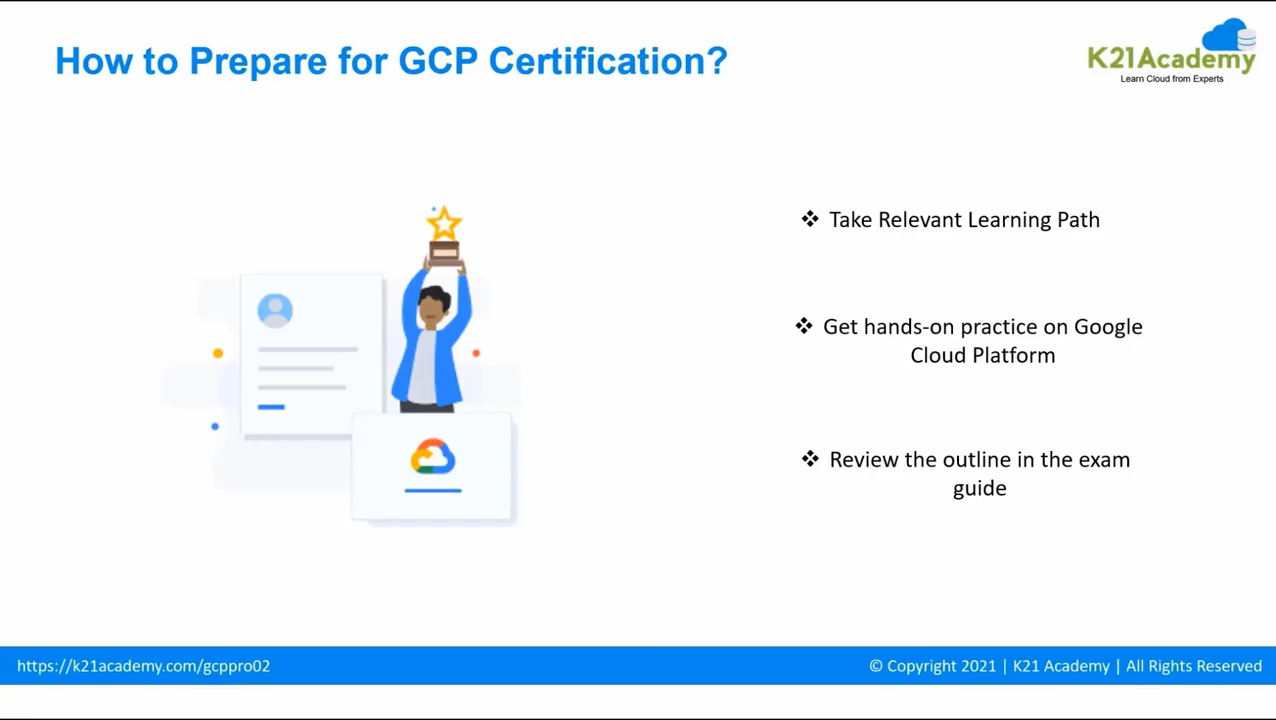 How to Prepare for GCP Certification?
K21Academy
Learn Cloud from Experts
❖ Take Relevant Learning Path
❖ Get hands-on practice on Google
Cloud Platform
❖ Review the outline in the exam
guide
https://k21academy.com/gcppro02
© Copyright 2021 | K21 Academy | All Rights Reserved